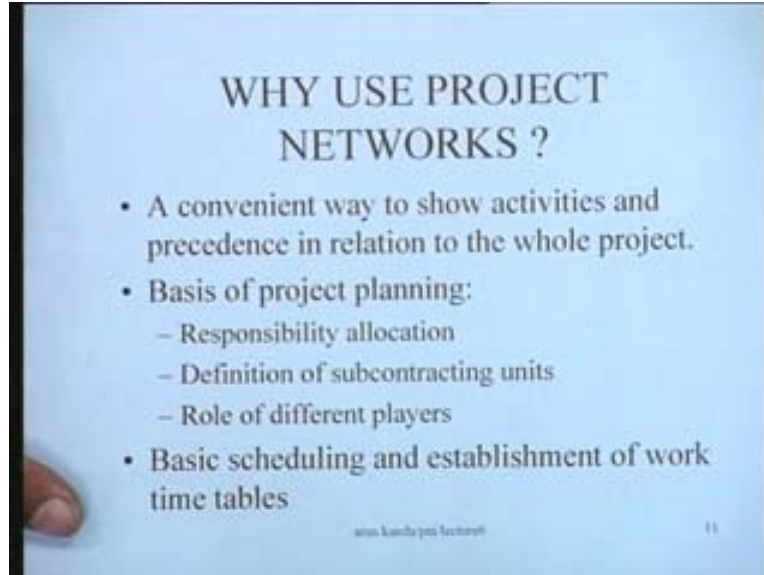 WHY USE PROJECT
NETWORKS ?
• A convenient way to show activities and
precedence in relation to the whole project.
• Basis of project planning:
– Responsibility allocation
– Definition of subcontracting units
– Role of different players
• Basic scheduling and establishment of work
time tables
11